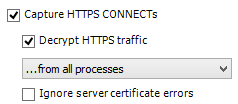 Capture HTTPS CONNECTs
Decrypt HTTPS traffic
...from all processes
Ignore server certificate errors